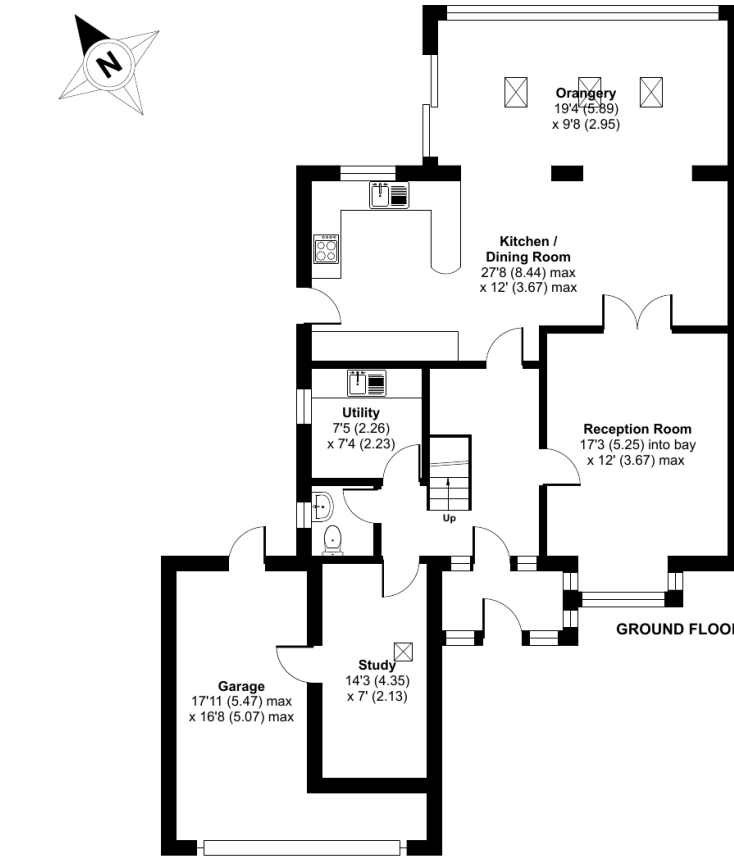 N
Orangery
19'4 (5.89)
x 9'8 (2.95)
Kitchen /
Dining Room
27'8 (8.44) max
x 12' (3.67) max
Utility
7'5 (2.26)
x 7'4 (2.23)
Reception Room
17'3 (5.25) into bay
x 12' (3.67) max
Up
GROUND FLOO
Study
14'3 (4.35)
x 7' (2.13)
Garage
17'11 (5.47) max
x 16'8 (5.07) max